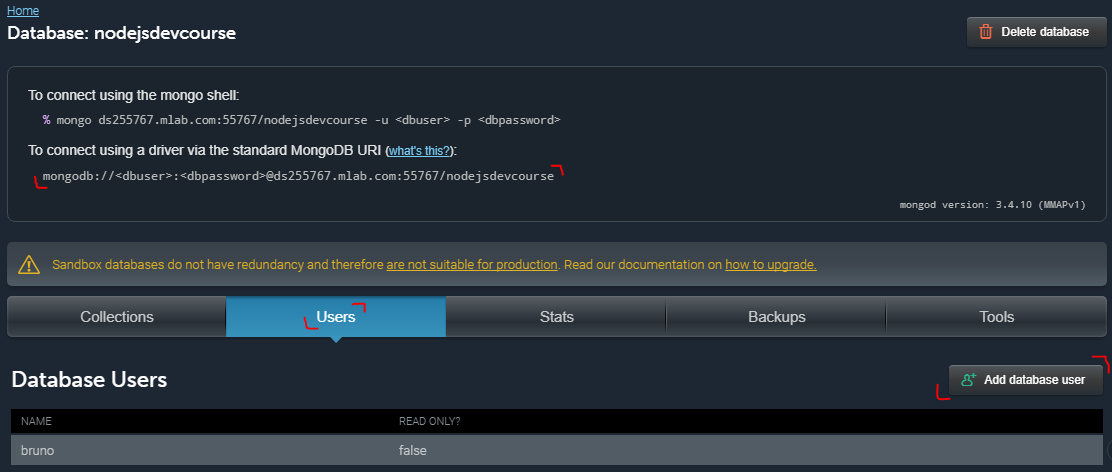 Home
Database: nodejsdevcourse
Delete database
To connect using the mongo shell:
% mongo ds255767.mlab.com:55767/nodejsdevcourse -u <dbuser> -p <dbpassword>
To connect using a driver via the standard MongoDB URI (what's this?):
mongodb://<dbuser>:<dbpassword>@ds255767.mlab.com:55767/nodejsdevcourse
mongod version: 3.4.10 (MMAPv1)
Sandbox databases do not have redundancy and therefore are not suitable for production. Read our documentation on how to upgrade.
Collections Users Stats Backups Tools
Database Users
Add database user
NAME READ ONLY?
bruno false